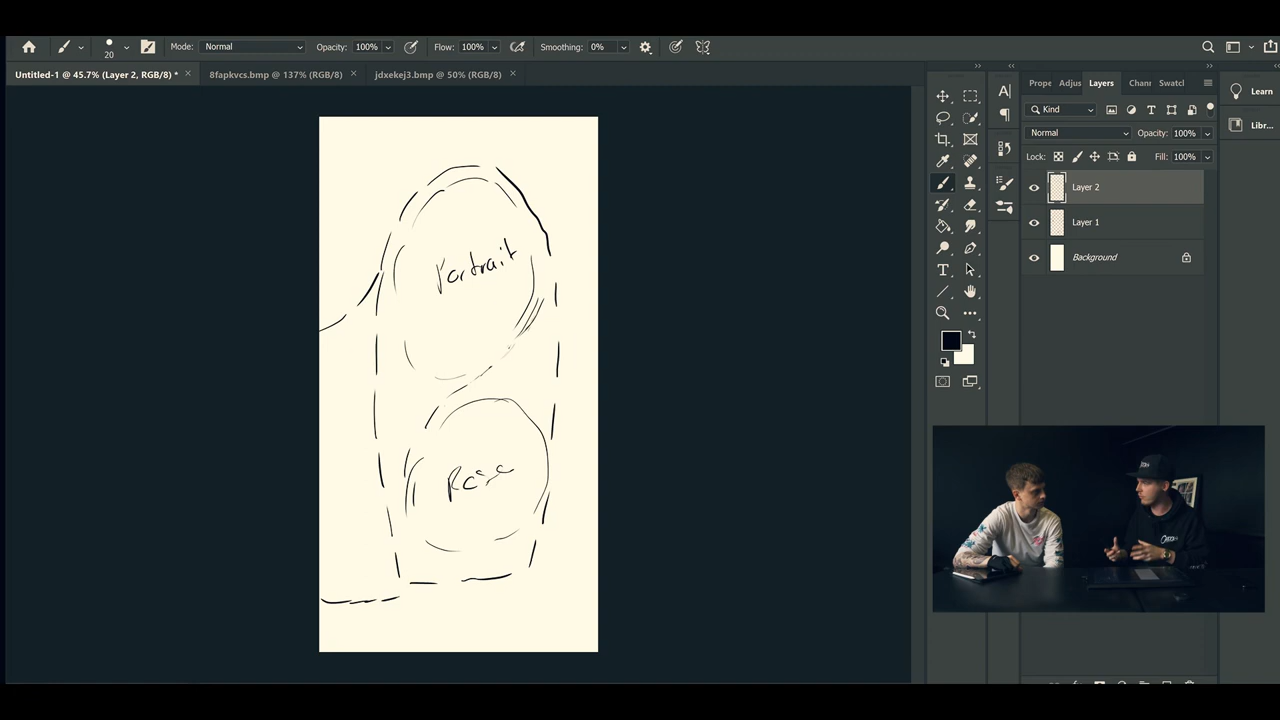 20
Mode:
Normal
Opacity:
100%
Flow:
100%
Smoothing:
0%
Untitled-1 @ 45.7% (Layer 2, RGB/8) *
8fapkvcs.bmp @ 137% (RGB/8)
jdxekej3.bmp @ 50% (RGB/8)
Portrait
Prope
Adjus
Layers
Chanr
Swatcl
Learn
Kind
Libr...
Normal
Opacity:
100%
Lock:
Fill:
100%
Layer 2
Layer 1
Background